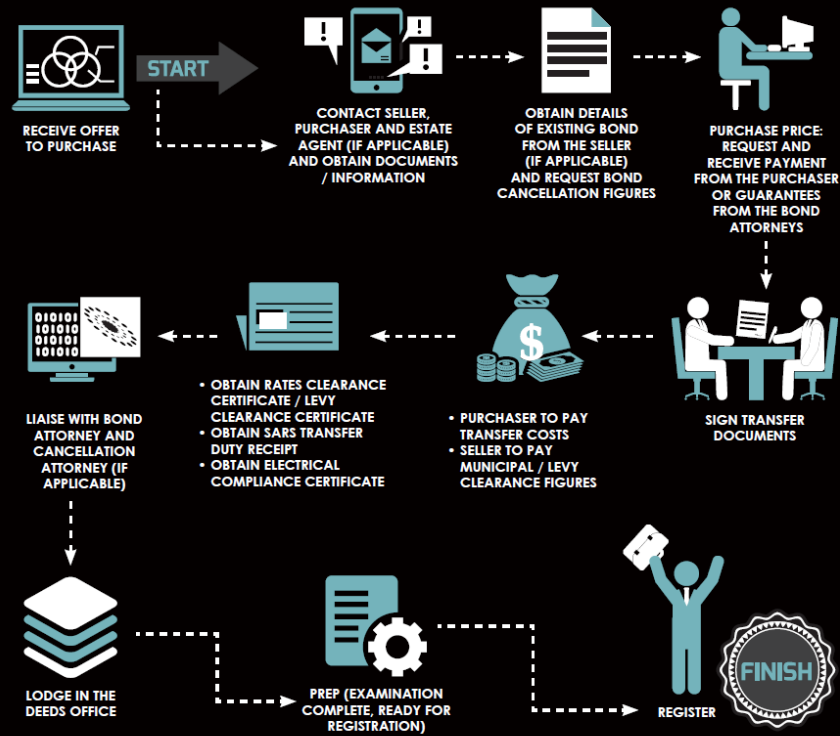 START
RECEIVE OFFER
TO PURCHASE
CONTACT SELLER,
PURCHASER AND ESTATE
AGENT (IF APPLICABLE)
AND OBTAIN DOCUMENTS
/ INFORMATION
OBTAIN DETAILS
OF EXISTING BOND
FROM THE SELLER
(IF APPLICABLE)
AND REQUEST BOND
CANCELLATION FIGURES
PURCHASE PRICE:
REQUEST AND
RECEIVE PAYMENT
FROM THE PURCHASER
OR GUARANTEES
FROM THE BOND
ATTORNEYS
SIGN TRANSFER
DOCUMENTS
$
• PURCHASER TO PAY
TRANSFER COSTS
• SELLER TO PAY
MUNICIPAL / LEVY
CLEARANCE FIGURES
• OBTAIN RATES CLEARANCE
CERTIFICATE / LEVY
CLEARANCE CERTIFICATE
• OBTAIN SARS TRANSFER
DUTY RECEIPT
• OBTAIN ELECTRICAL
COMPLIANCE CERTIFICATE
01010
10101
01010
LIAISE WITH BOND
ATTORNEY AND
CANCELLATION
ATTORNEY (IF
APPLICABLE)
LODGE IN THE
DEEDS OFFICE
PREP (EXAMINATION
COMPLETE, READY FOR
REGISTRATION)
REGISTER
FINISH